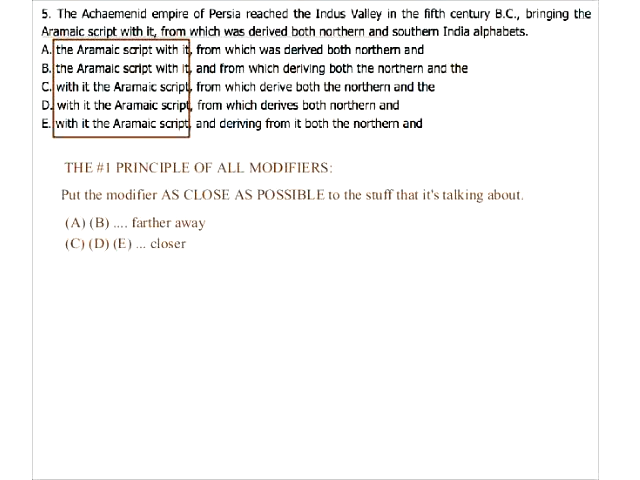 5. The Achaemenid empire of Persia reached the Indus Valley in the fifth century B.C., bringing the
Aramaic script with it, from which was derived both northern and southern India alphabets.
A. the Aramaic script with it, from which was derived both northern and
B. the Aramaic script with it, and from which deriving both the northern and the
C. with it the Aramaic script, from which derive both the northern and the
D. with it the Aramaic script, from which derives both northern and
E. with it the Aramaic script, and deriving from it both the northern and
THE #1 PRINCIPLE OF ALL MODIFIERS:
Put the modifier AS CLOSE AS POSSIBLE to the stuff that it's talking about.
(A) (B) .... farther away
(C) (D) (E) ... closer